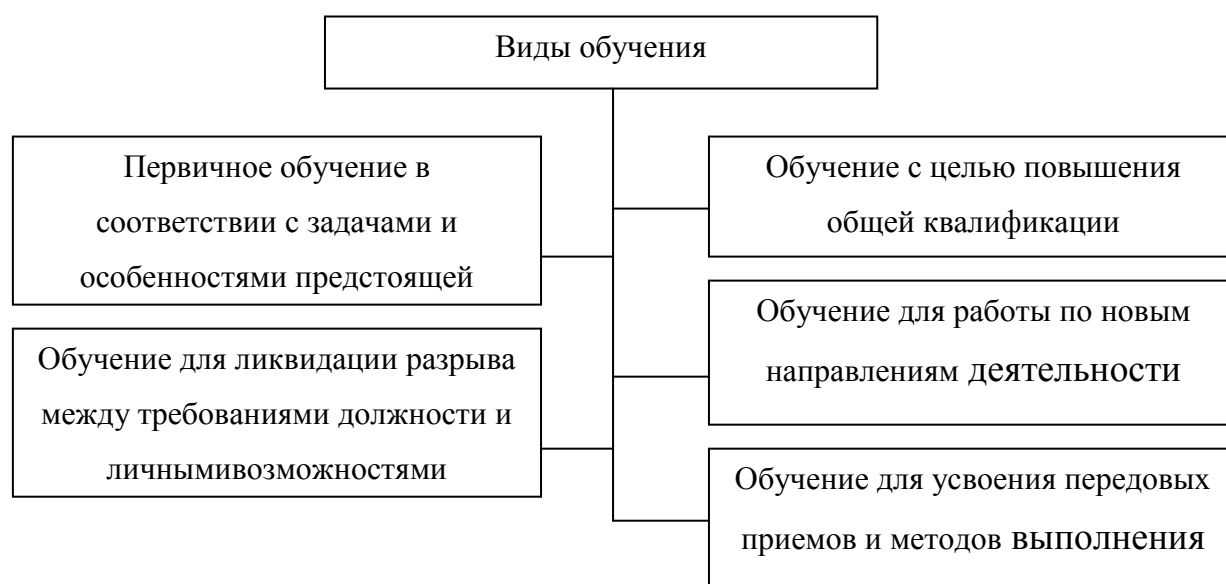 Виды обучения
Первичное обучение в
соответствии с задачами и
особенностями предстоящей
Обучение для ликвидации разрыва
между требованиями должности и
личнымивозможностями
Обучение с целью повышения
общей квалификации
Обучение для работы по новым
направлениям деятельности
Обучение для усвоения передовых
приемов и методов выполнения